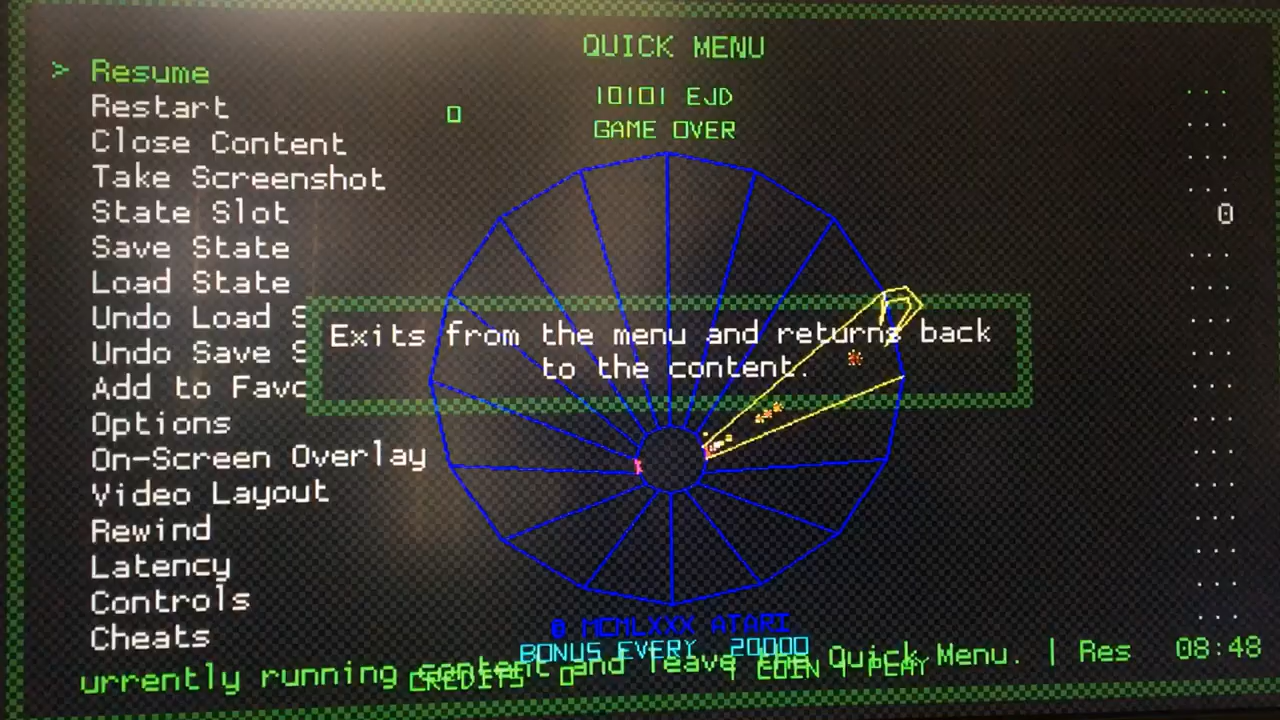 QUICK MENU
> Resume
Restart
Close Content
Take Screenshot
State Slot 0
Save State
Load State
Undo Load S
Undo Save S
Add to Favo
Options
On-Screen Overlay
Video Layout
Rewind
Latency
Controls
Cheats
0
10101 EJD
GAME OVER
Exits from the menu and returns back
to the content.
MCMLXXX ATARI
BONUS EVERY 20000
CREDITS 0
1 COIN 1 PLAY
urrently running content and leave the Quick Menu. | Res 08:48